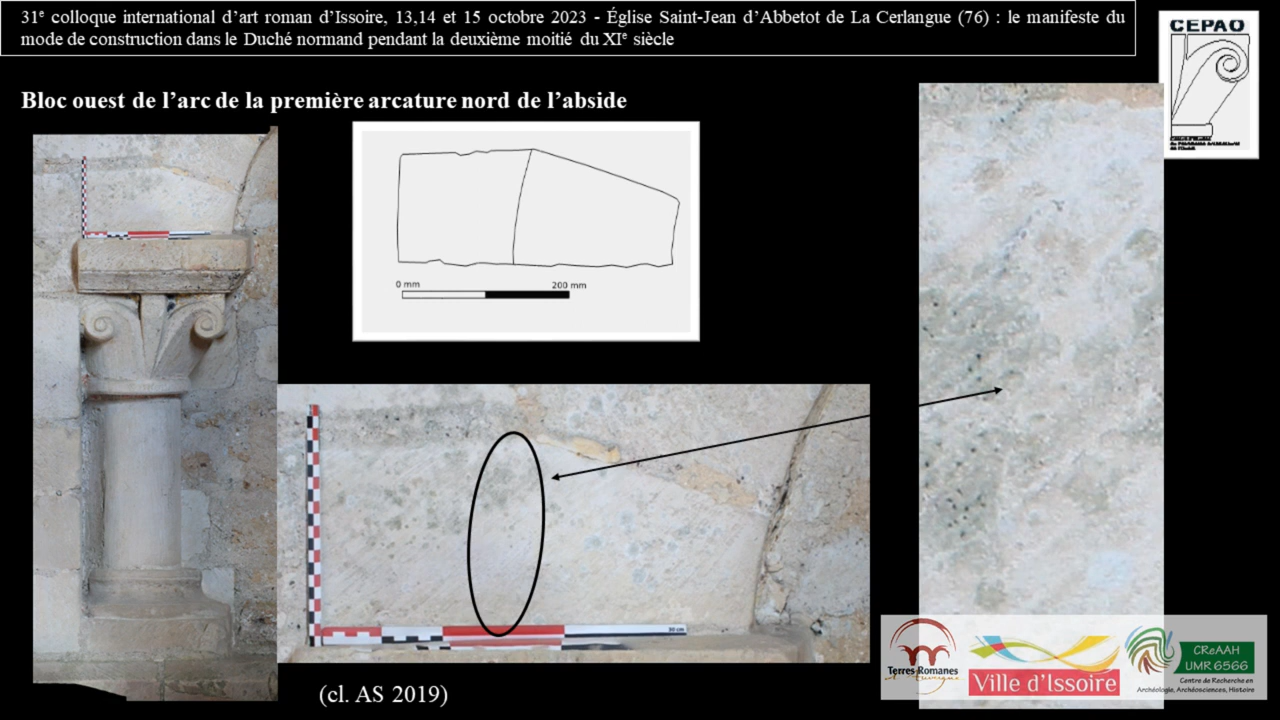 31e colloque international d'art roman d'Issoire, 13,14 et 15 octobre 2023 - Église Saint-Jean d'Abbetot de La Cerlangue (76) : le manifeste du
mode de construction dans le Duché normand pendant la deuxième moitié du XIe siècle
CEPAO
Bloc ouest de l'arc de la première arcature nord de l'abside
0 mm 200 mm
50 cm
(cl. AS 2019)
Terres Romanes
d'Auvergne
Ville d'Issoire
CReAAH
UMR 6566
Centre de Recherche en
Archéologie, Archéosciences, Histoire